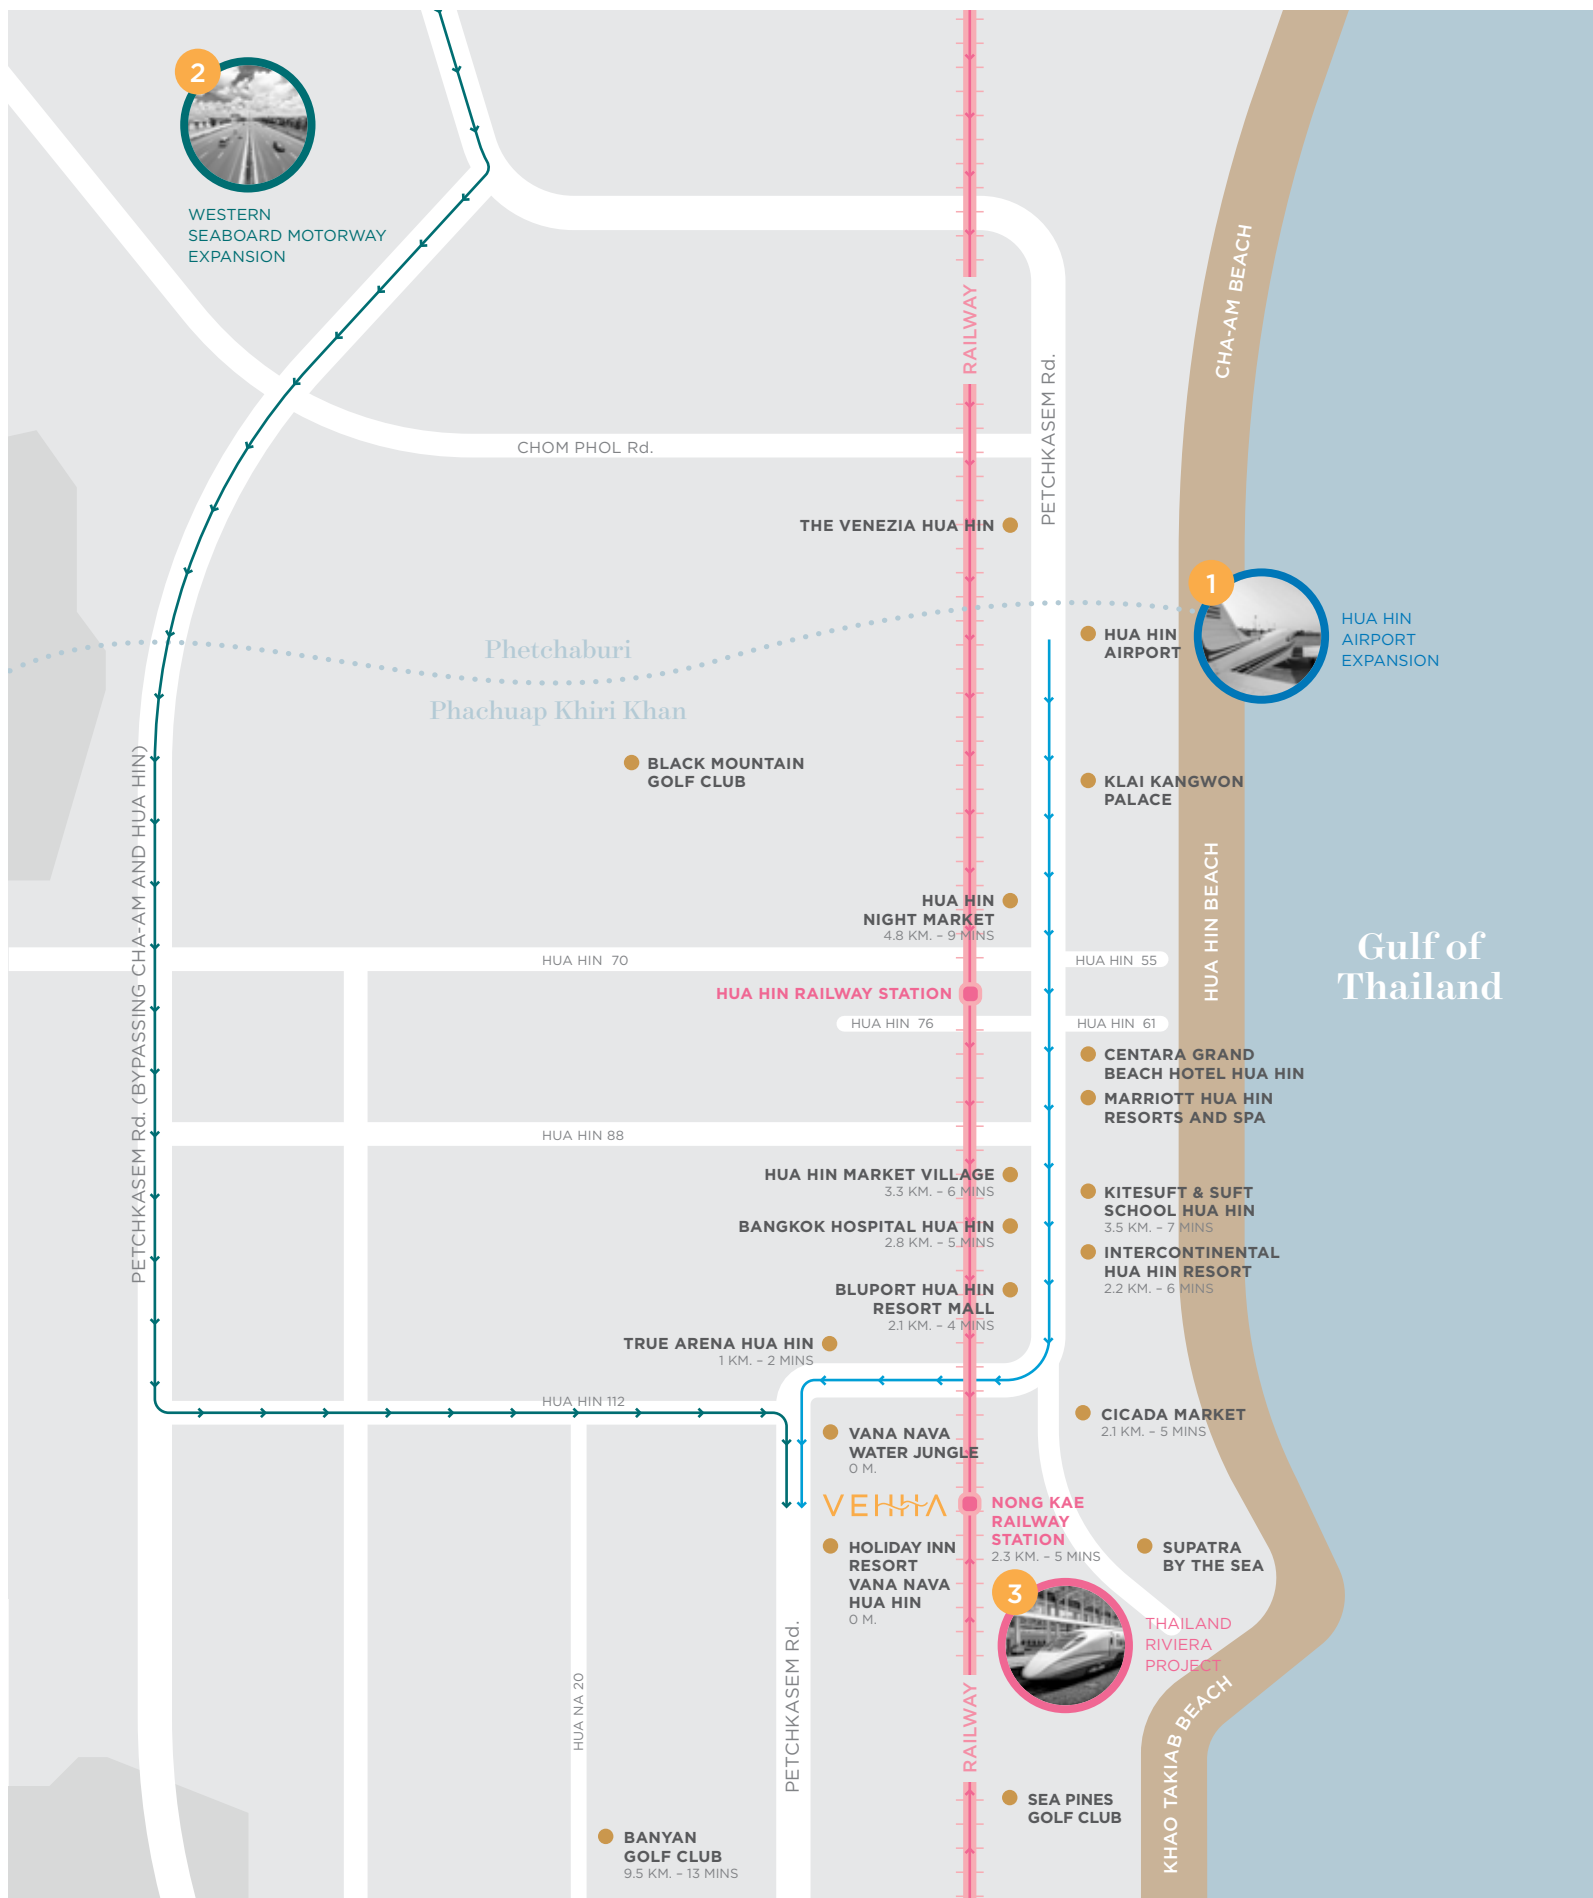 2
WESTERN
SEABOARD MOTORWAY
EXPANSION
RAILWAY
PETCHKASEM Rd.
CHA-AM BEACH
CHOM PHOL Rd.
THE VENEZIA HUA HIN
1
HUA HIN
AIRPORT
HUA HIN
AIRPORT
EXPANSION
Phetchaburi
Phachuap Khiri Khan
PETCHKASEM Rd. (BYPASSING CHA-AM AND HUA HIN)
BLACK MOUNTAIN
GOLF CLUB
KLAI KANGWON
PALACE
HUA HIN BEACH
HUA HIN
NIGHT MARKET
4.8 KM. – 9 MINS
Gulf of
Thailand
HUA HIN 70
HUA HIN 55
HUA HIN RAILWAY STATION
HUA HIN 76
HUA HIN 61
CENTARA GRAND
BEACH HOTEL HUA HIN
MARRIOTT HUA HIN
RESORTS AND SPA
HUA HIN 88
HUA HIN MARKET VILLAGE
3.3 KM. – 6 MINS
KITESUFT & SUFT
SCHOOL HUA HIN
3.5 KM. – 7 MINS
BANGKOK HOSPITAL HUA HIN
2.8 KM. – 5 MINS
INTERCONTINENTAL
HUA HIN RESORT
2.2 KM. – 6 MINS
BLUPORT HUA HIN
RESORT MALL
2.1 KM. – 4 MINS
TRUE ARENA HUA HIN
1 KM. – 2 MINS
HUA HIN 112
CICADA MARKET
2.1 KM. – 5 MINS
VANA NAVA
WATER JUNGLE
0 M.
VEHHA
NONG KAE
RAILWAY
STATION
2.3 KM. – 5 MINS
HOLIDAY INN
RESORT
VANA NAVA
HUA HIN
0 M.
SUPATRA
BY THE SEA
3
THAILAND
RIVIERA
PROJECT
HUA NA 20
PETCHKASEM Rd.
RAILWAY
KHAO TAKIAB BEACH
SEA PINES
GOLF CLUB
BANYAN
GOLF CLUB
9.5 KM. – 13 MINS